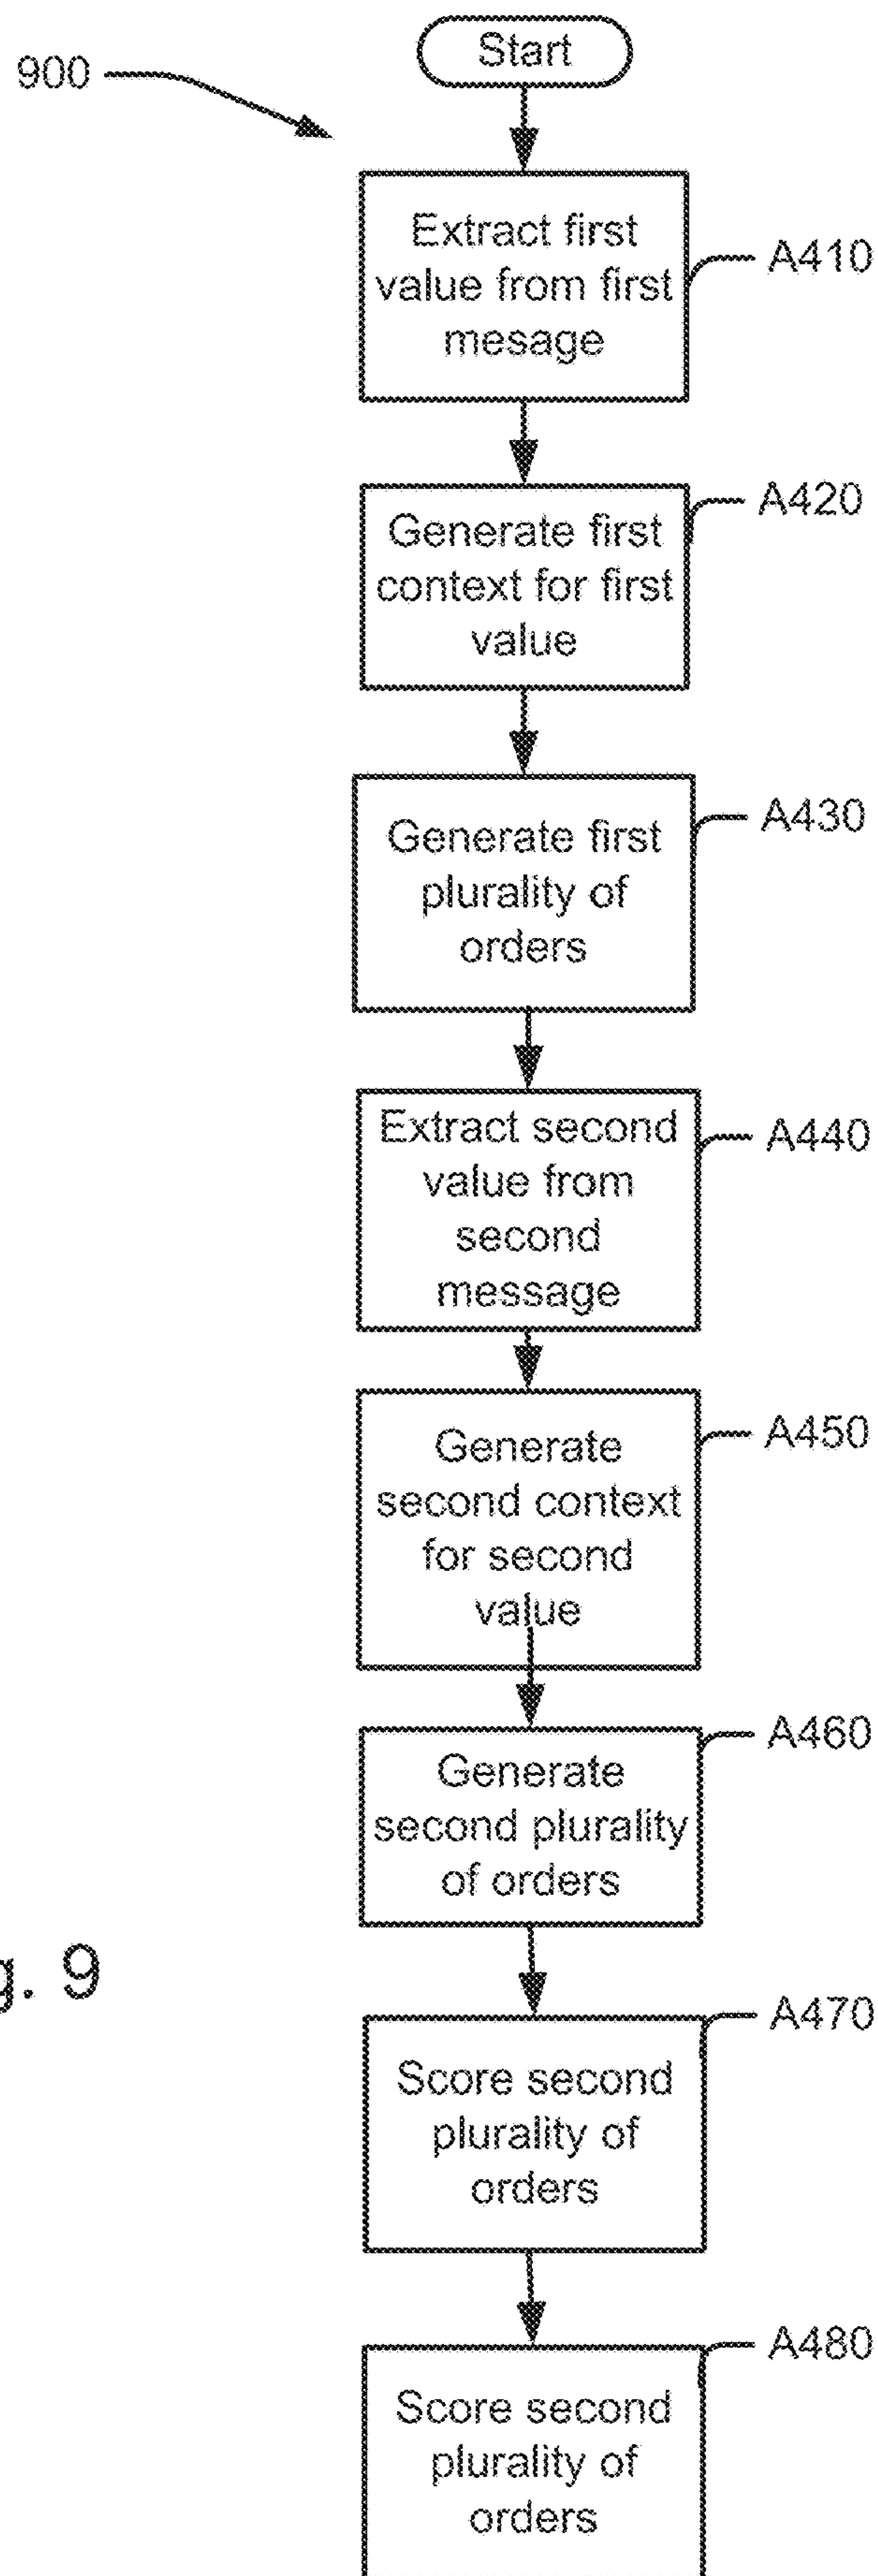 Start
900
Extract first
value from first
mesage
A410
Generate first
context for first
value
A420
Generate first
plurality of
orders
A430
Extract second
value from
second
message
A440
Generate
second context
for second
value
A450
Generate
second plurality
of orders
A460
g. 9
Score second
plurality of
orders
A470
Score second
plurality of
orders
A480